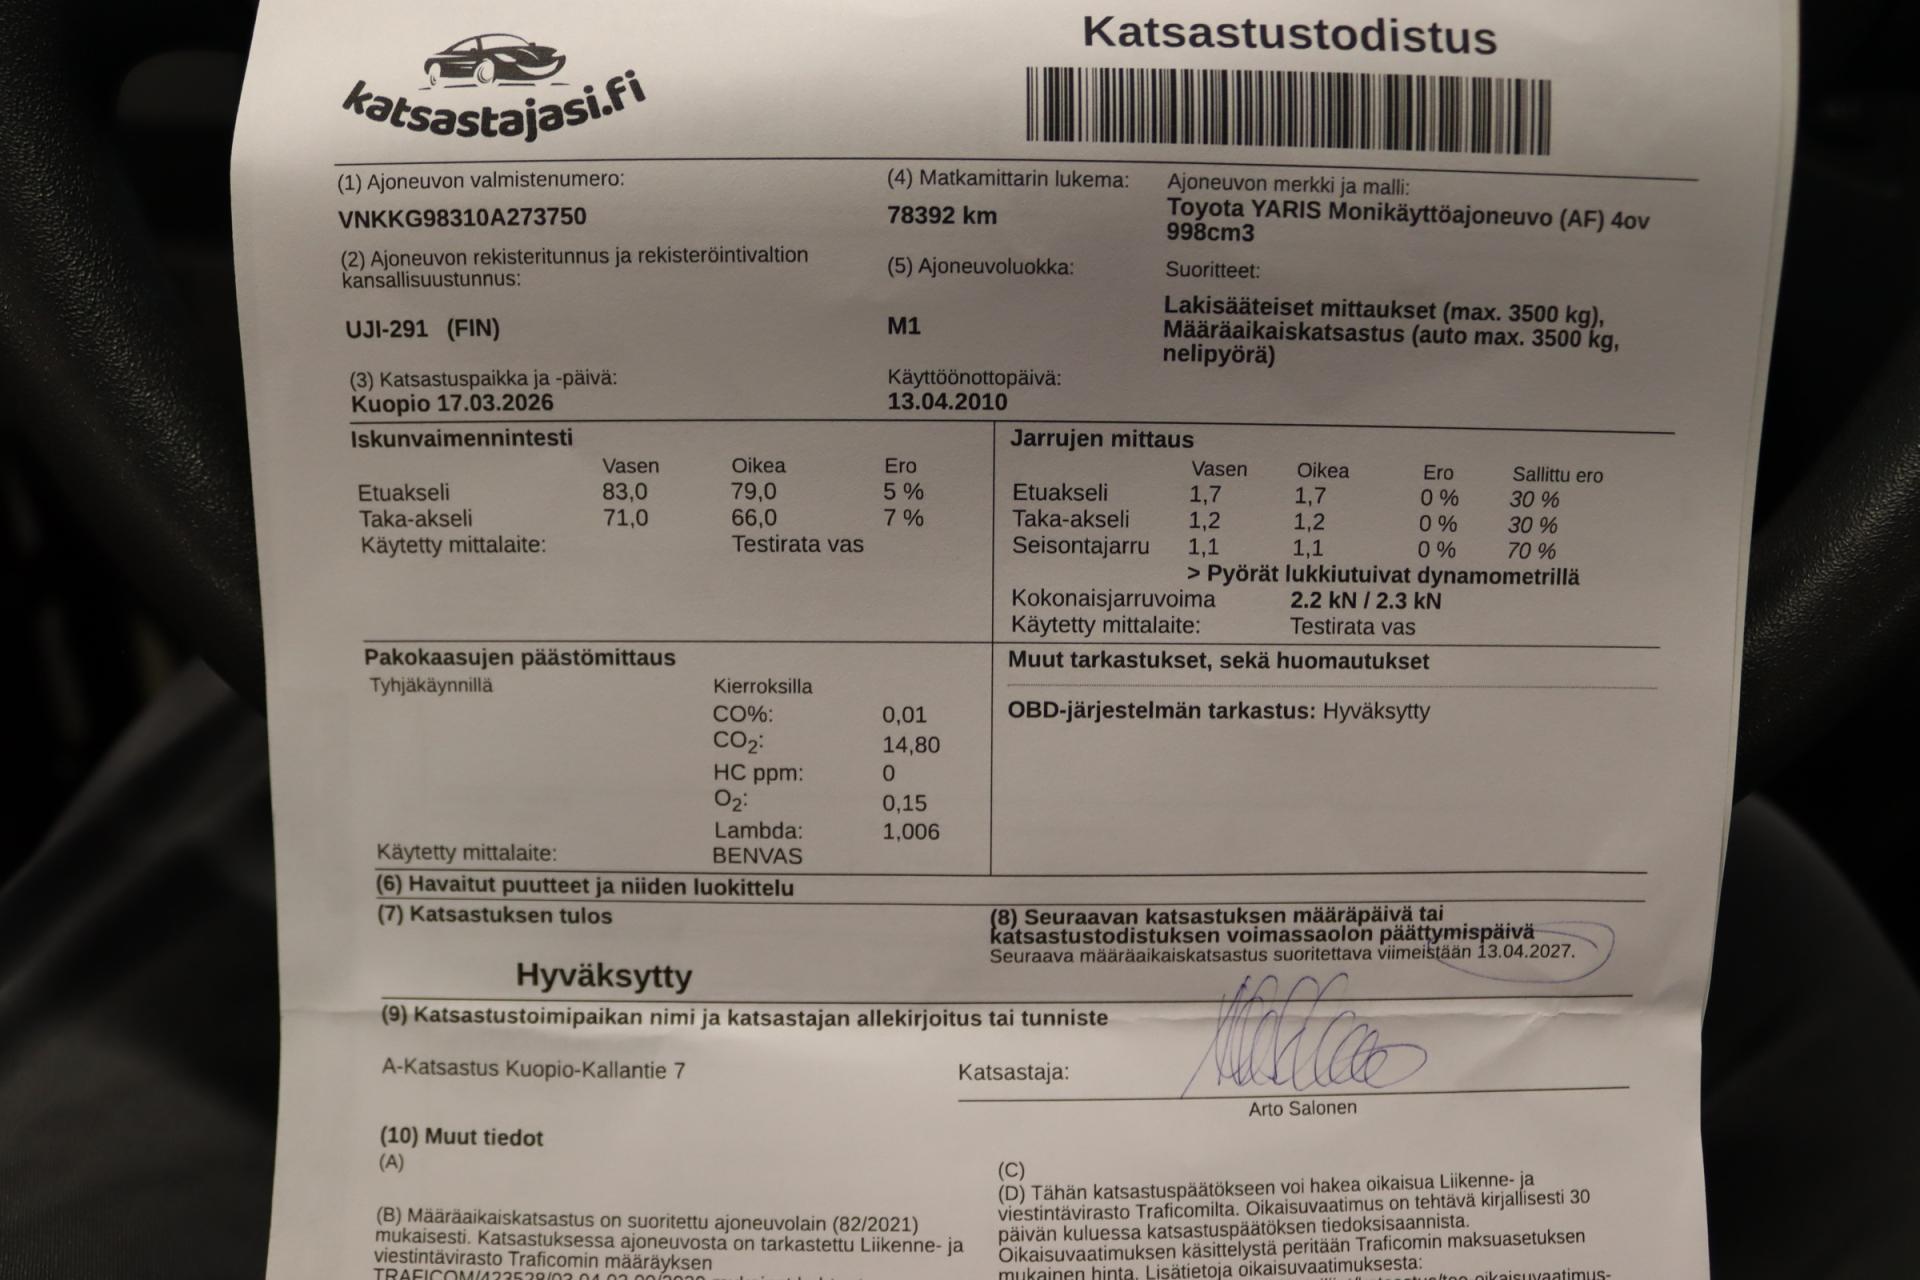 Katsastustodistus
katsastajasi.fi
(1) Ajoneuvon valmistenumero:
VNKKG98310A273750
(4) Matkamittarin lukema:
78392 km
Ajoneuvon merkki ja malli:
Toyota YARIS Monikäyttöajoneuvo (AF) 4ov
998cm3
(2) Ajoneuvon rekisteritunnus ja rekisteröintivaltion
kansallisuustunnus:
UJI-291 (FIN)
(5) Ajoneuvoluokka:
M1
Suoritteet:
Lakisääteiset mittaukset (max. 3500 kg),
Määräaikaiskatsastus (auto max. 3500 kg,
nelipyörä)
(3) Katsastuspaikka ja -päivä:
Kuopio 17.03.2026
Käyttöönottopäivä:
13.04.2010
Iskunvaimennintesti
Vasen Oikea Ero
Etuakseli 83,0 79,0 5 %
Taka-akseli 71,0 66,0 7 %
Käytetty mittalaite: Testirata vas
Jarrujen mittaus
Vasen Oikea Ero Sallittu ero
Etuakseli 1,7 1,7 0 % 30 %
Taka-akseli 1,2 1,2 0 % 30 %
Seisontajarru 1,1 1,1 0 % 70 %
> Pyörät lukkiutuivat dynamometrillä
Kokonaisjarruvoima 2.2 kN / 2.3 kN
Käytetty mittalaite: Testirata vas
Pakokaasujen päästömittaus
Tyhjäkäynnillä Kierroksilla
CO%: 0,01
CO2: 14,80
HC ppm: 0
O2: 0,15
Lambda: 1,006
Käytetty mittalaite: BENVAS
Muut tarkastukset, sekä huomautukset
OBD-järjestelmän tarkastus: Hyväksytty
(6) Havaitut puutteet ja niiden luokittelu
(7) Katsastuksen tulos
Hyväksytty
(8) Seuraavan katsastuksen määräpäivä tai
katsastustodistuksen voimassaolon päättymispäivä
Seuraava määräaikaiskatsastus suoritettava viimeistään 13.04.2027.
(9) Katsastustoimipaikan nimi ja katsastajan allekirjoitus tai tunniste
A-Katsastus Kuopio-Kallantie 7
Katsastaja:
Arto Salonen
(10) Muut tiedot
(A)
(B) Määräaikaiskatsastus on suoritettu ajoneuvolain (82/2021)
mukaisesti. Katsastuksessa ajoneuvosta on tarkastettu Liikenne- ja
viestintävirasto Traficomin määräyksen
(C)
(D) Tähän katsastuspäätökseen voi hakea oikaisua Liikenne- ja
viestintävirasto Traficomilta. Oikaisuvaatimus on tehtävä kirjallisesti 30
päivän kuluessa katsastuspäätöksen tiedoksisaannista.
Oikaisuvaatimuksen käsittelystä peritään Traficomin maksuasetuksen
mukainen hinta. Lisätietoja oikaisuvaatimuksesta: